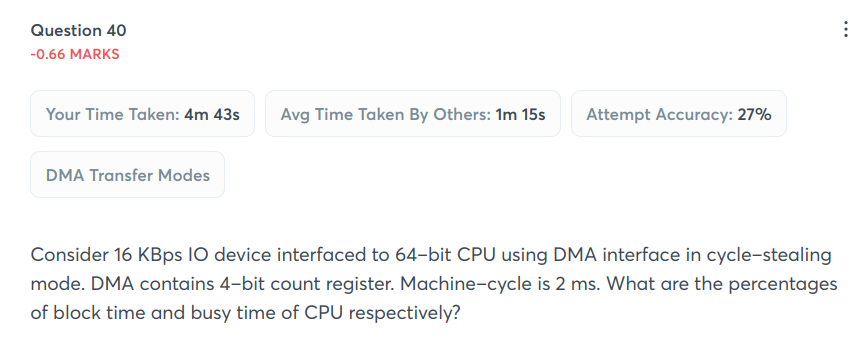 Question 40
-0.66 MARKS
Your Time Taken: 4m 43s
Avg Time Taken By Others: 1m 15s
Attempt Accuracy: 27%
DMA Transfer Modes
Consider 16 KBps IO device interfaced to 64-bit CPU using DMA interface in cycle-stealing
mode. DMA contains 4-bit count register. Machine-cycle is 2 ms. What are the percentages
of block time and busy time of CPU respectively?